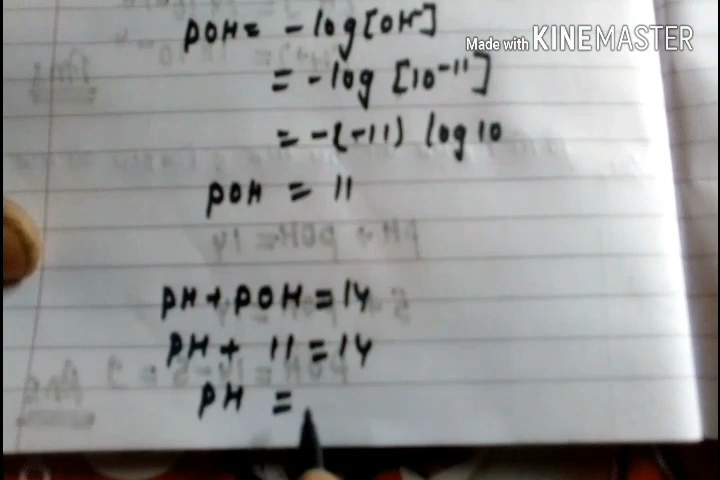 POH = -log[OH⁻]
Made with KINEMASTER
= -log [10⁻¹¹]
= -(-11) log 10
POH = 11
PH + POH = 14
PH + 11 = 14
PH =